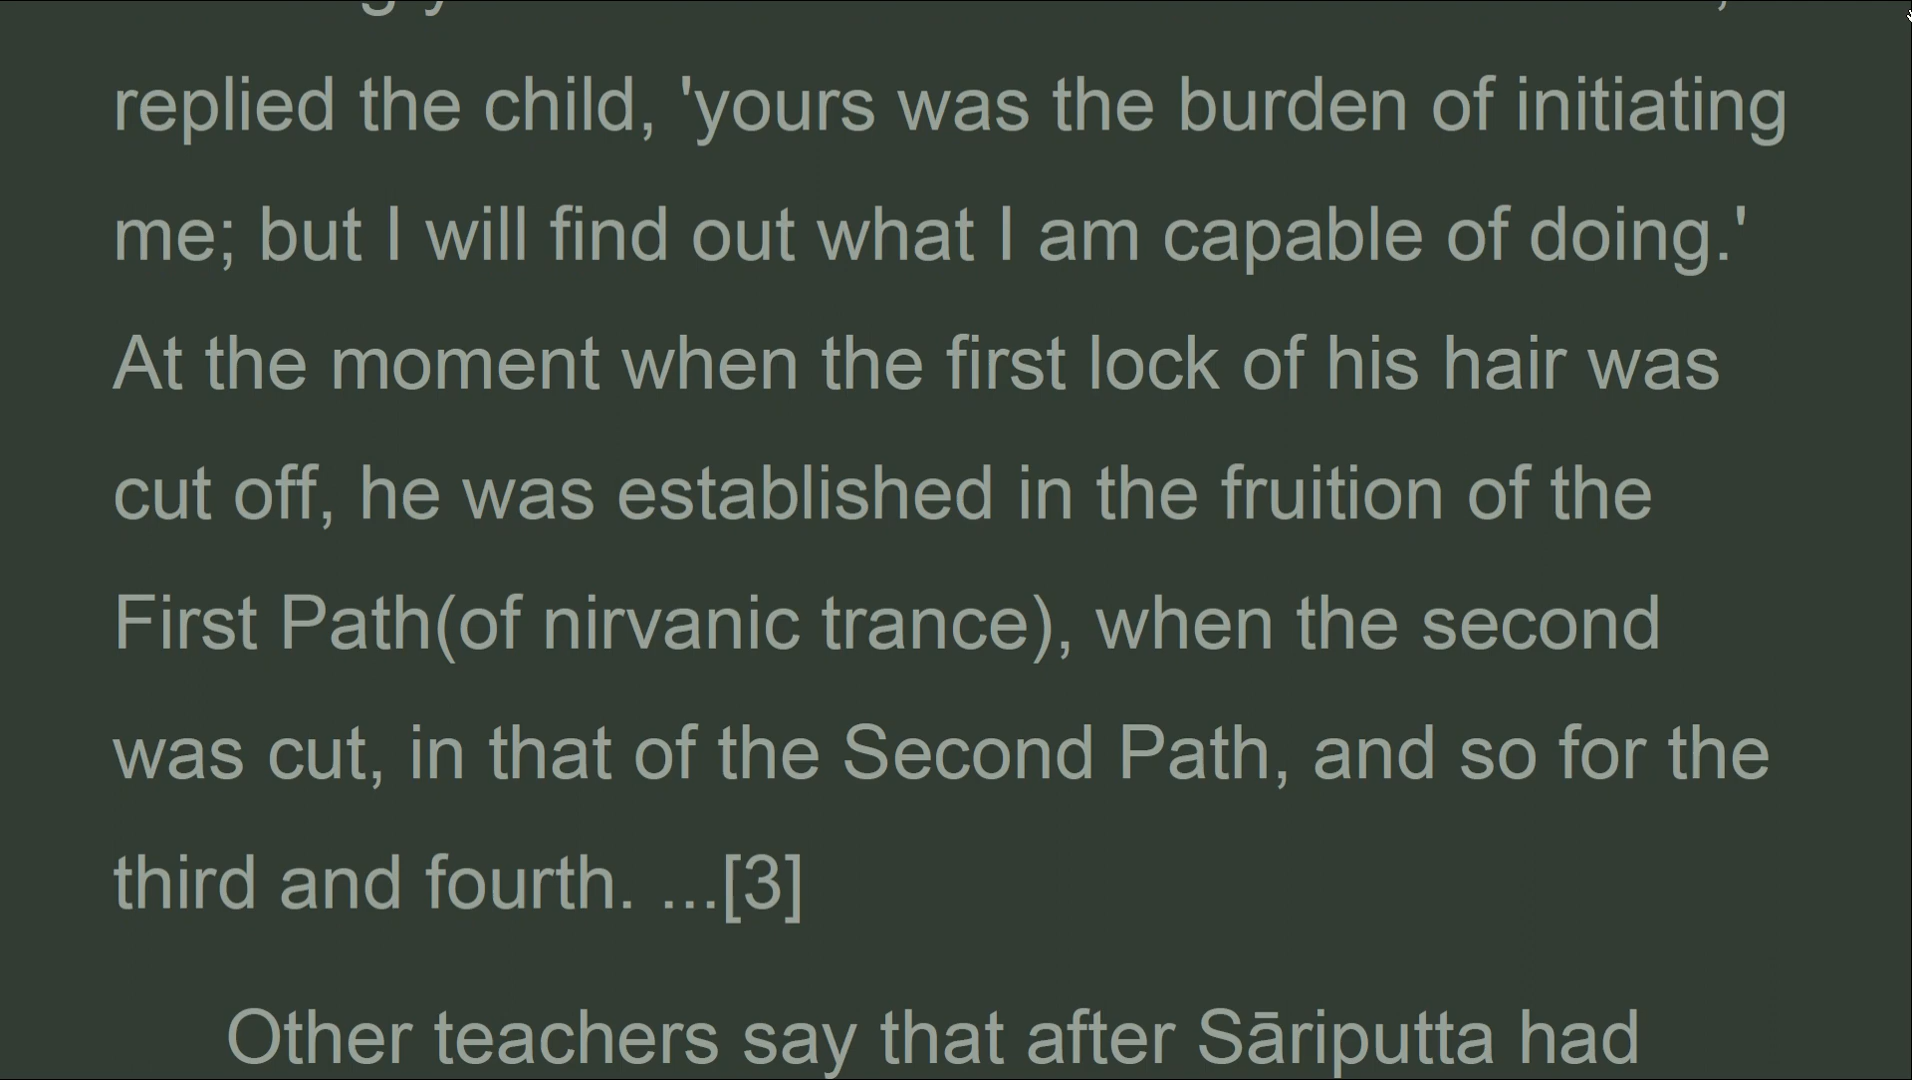 replied the child, 'yours was the burden of initiating
me; but I will find out what I am capable of doing.'
At the moment when the first lock of his hair was
cut off, he was established in the fruition of the
First Path(of nirvanic trance), when the second
was cut, in that of the Second Path, and so for the
third and fourth. ...[3]
Other teachers say that after Sāriputta had